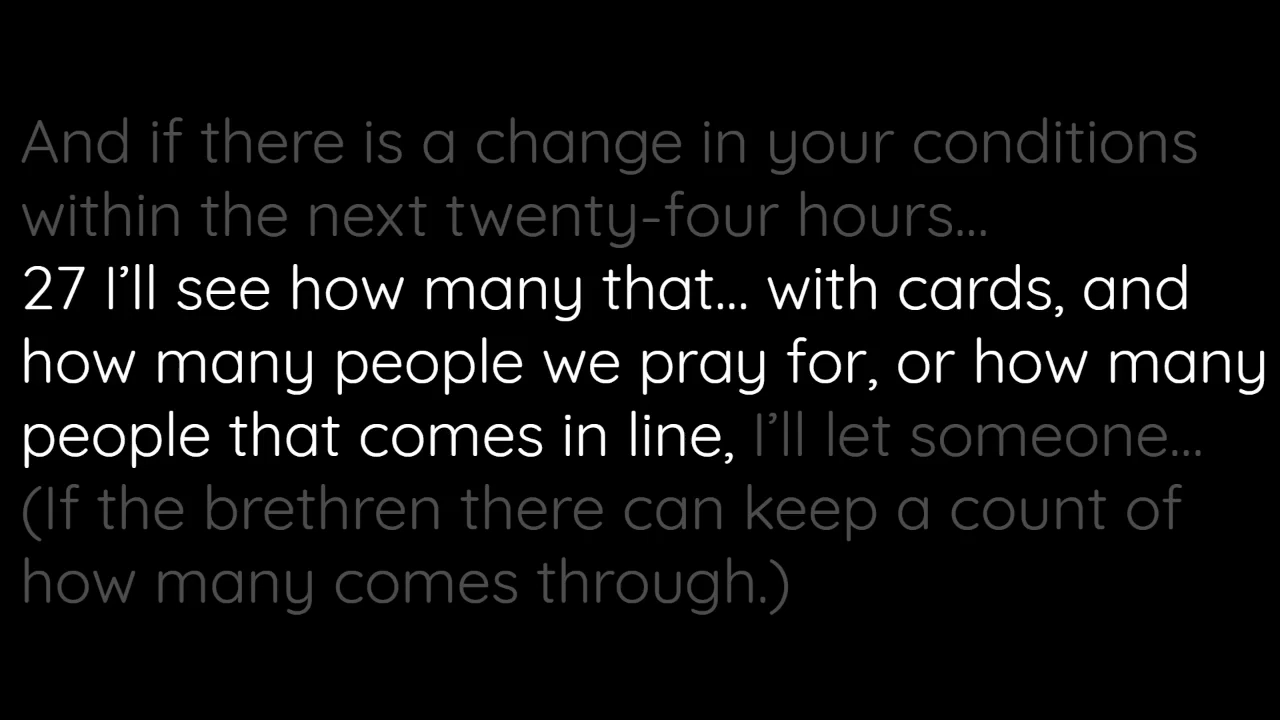 And if there is a change in your conditions
within the next twenty-four hours...
27 I’ll see how many that... with cards, and
how many people we pray for, or how many
people that comes in line, I’ll let someone...
(If the brethren there can keep a count of
how many comes through.)